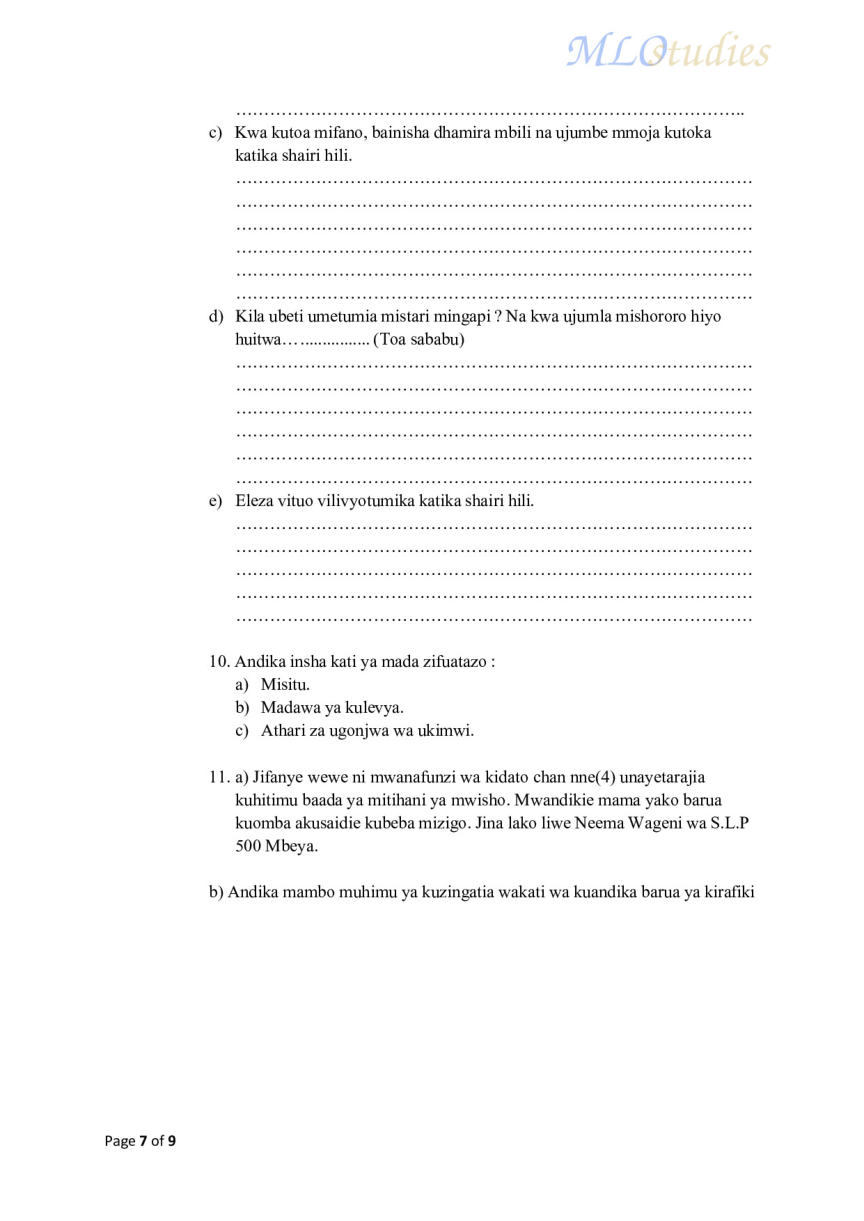 MLOstudies
………………………………………………………………………………..
c) Kwa kutoa mifano, bainisha dhamira mbili na ujumbe mmoja kutoka
katika shairi hili.
…………………………………………………………………………………
…………………………………………………………………………………
…………………………………………………………………………………
…………………………………………………………………………………
…………………………………………………………………………………
…………………………………………………………………………………
d) Kila ubeti umetumia mistari mingapi ? Na kwa ujumla mishororo hiyo
huitwa…................ (Toa sababu)
…………………………………………………………………………………
…………………………………………………………………………………
…………………………………………………………………………………
…………………………………………………………………………………
…………………………………………………………………………………
…………………………………………………………………………………
e) Eleza vituo vilivyotumika katika shairi hili.
…………………………………………………………………………………
…………………………………………………………………………………
…………………………………………………………………………………
…………………………………………………………………………………
…………………………………………………………………………………
10. Andika insha kati ya mada zifuatazo :
a) Misitu.
b) Madawa ya kulevya.
c) Athari za ugonjwa wa ukimwi.
11. a) Jifanye wewe ni mwanafunzi wa kidato chan nne(4) unayetarajia
kuhitimu baada ya mitihani ya mwisho. Mwandikie mama yako barua
kuomba akusaidie kubeba mizigo. Jina lako liwe Neema Wageni wa S.L.P
500 Mbeya.
b) Andika mambo muhimu ya kuzingatia wakati wa kuandika barua ya kirafiki
Page 7 of 9